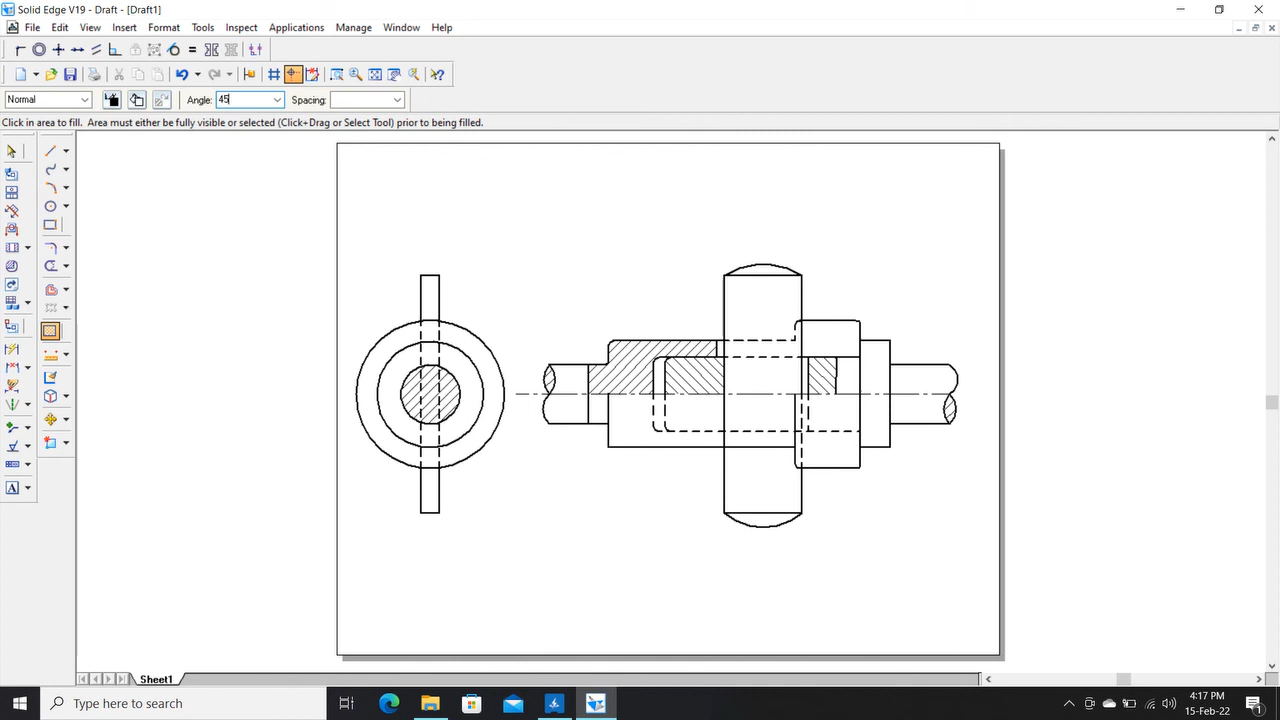 Solid Edge V19 - Draft - [Draft1]
File Edit View Insert Format Tools Inspect Applications Manage Window Help
Normal Angle: 45 Spacing:
Click in area to fill. Area must either be fully visible or selected (Click+Drag or Select Tool) prior to being filled.
A
Sheet1
Type here to search
4:17 PM
15-Feb-22
1